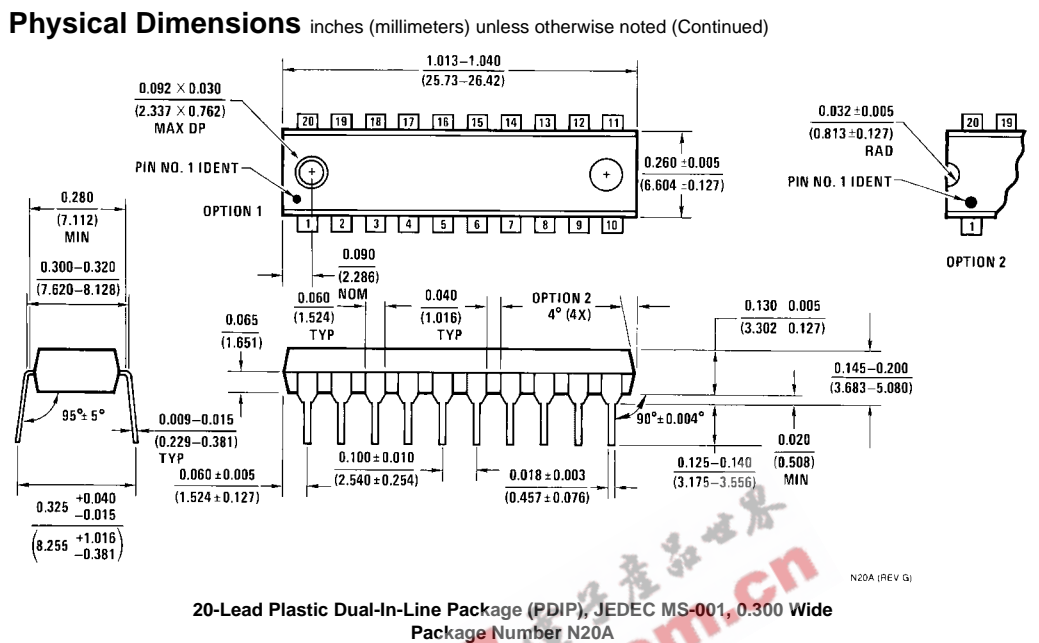 Physical Dimensions inches (millimeters) unless otherwise noted (Continued)
1.013–1.040
(25.73–26.42)
0.092 × 0.030
(2.337 × 0.762)
MAX DP
20 19 18 17 16 15 14 13 12 11
PIN NO. 1 IDENT
OPTION 1
1 2 3 4 5 6 7 8 9 10
0.260 ±0.005
(6.604 ±0.127)
0.032 ±0.005
(0.813 ±0.127)
RAD
20 19
PIN NO. 1 IDENT
1
OPTION 2
0.280
(7.112)
MIN
0.300–0.320
(7.620–8.128)
0.090
(2.286)
NOM
0.060
(1.524)
TYP
0.040
(1.016)
TYP
OPTION 2
4° (4X)
0.130 0.005
(3.302 0.127)
0.065
(1.651)
0.145–0.200
(3.683–5.080)
95°± 5°
0.009–0.015
(0.229–0.381)
TYP
90°±0.004°
0.020
(0.508)
MIN
0.100 ±0.010
(2.540 ±0.254)
0.018 ±0.003
(0.457 ±0.076)
0.125–0.140
(3.175–3.556)
0.060 ±0.005
(1.524 ±0.127)
0.325 +0.040
–0.015
(8.255 +1.016
–0.381)
N20A (REV G)
20-Lead Plastic Dual-In-Line Package (PDIP), JEDEC MS-001, 0.300 Wide
Package Number N20A